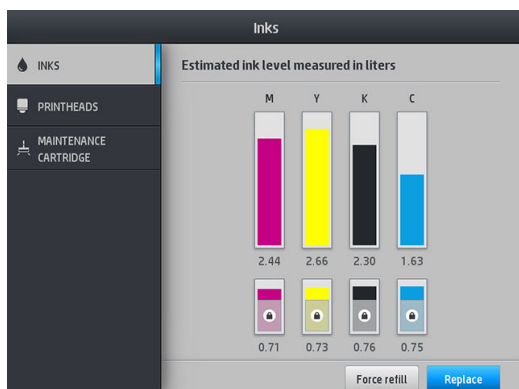 Inks
INKS
PRINTHEADS
MAINTENANCE
CARTRIDGE
Estimated ink level measured in liters
M Y K C
2.44 2.66 2.30 1.63
0.71 0.73 0.76 0.75
Force refill Replace